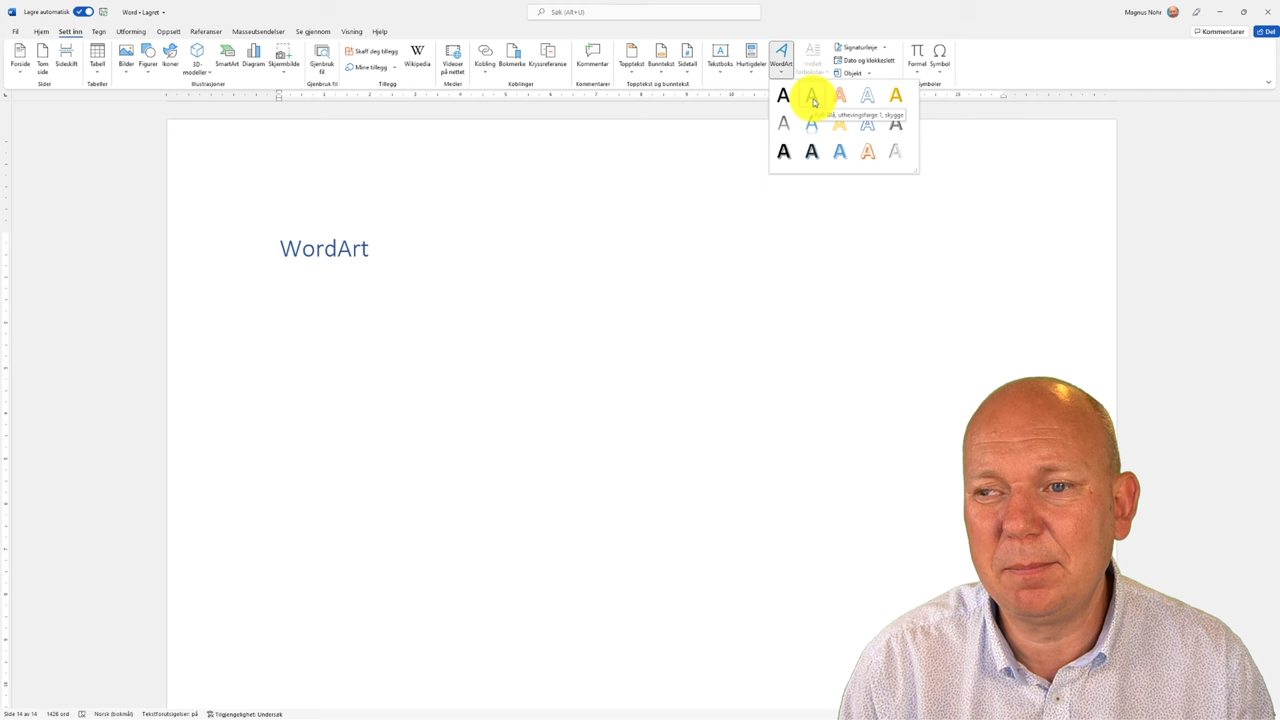 Lagre automatisk
Word • Lagret
Søk (Alt+U)
Magnus Nohr
Fil Hjem Sett inn Tegn Utforming Oppsett Referanser Masseutsendelser Se gjennom Visning Hjelp
Kommentarer Del
Forside Tom side Sideskift
Tabell
Bilder Figurer Ikoner 3D-modeller SmartArt Diagram Skjermbilde
Gjenbruk fil
Skaff deg tillegg
Mine tillegg
Wikipedia
Videoer på nettet
Kobling Bokmerke Kryssreferanse
Kommentar
Topptekst Bunntekst Sidetall
Tekstboks Hurtigdeler WordArt
Signaturlinje
Dato og klokkeslett
Objekt
Formel Symbol
Sider Tabeller Illustrasjoner Gjenbruk fil Tillegg Medier Koblinger Kommentarer Topptekst og bunntekst
A A A A A
uthevingsfarge 1, skygge
A A A A A
A A A A A
WordArt
Side 14 av 14 1426 ord Norsk (bokmål) Tekstforutsigelser: på Tilgjengelighet: Undersøk